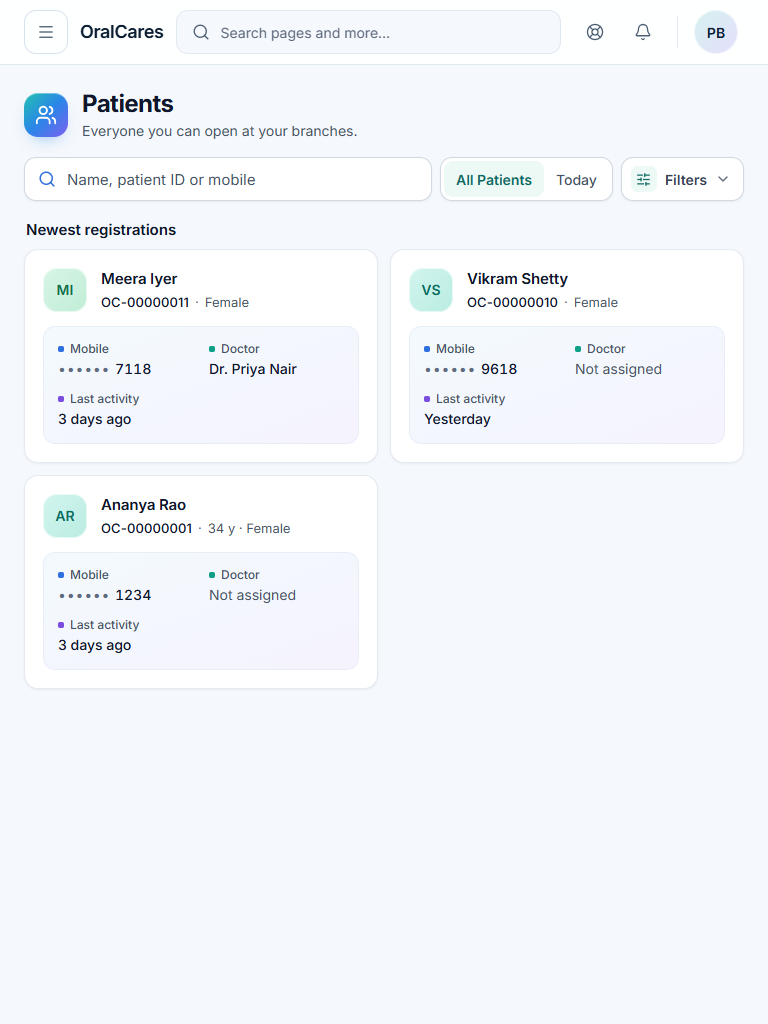 OralCares
Search pages and more...
PB
Patients
Everyone you can open at your branches.
Name, patient ID or mobile
All Patients
Today
Filters
Newest registrations
MI
Meera Iyer
OC-00000011 · Female
Mobile
•••••• 7118
Doctor
Dr. Priya Nair
Last activity
3 days ago
VS
Vikram Shetty
OC-00000010 · Female
Mobile
•••••• 9618
Doctor
Not assigned
Last activity
Yesterday
AR
Ananya Rao
OC-00000001 · 34 y · Female
Mobile
•••••• 1234
Doctor
Not assigned
Last activity
3 days ago